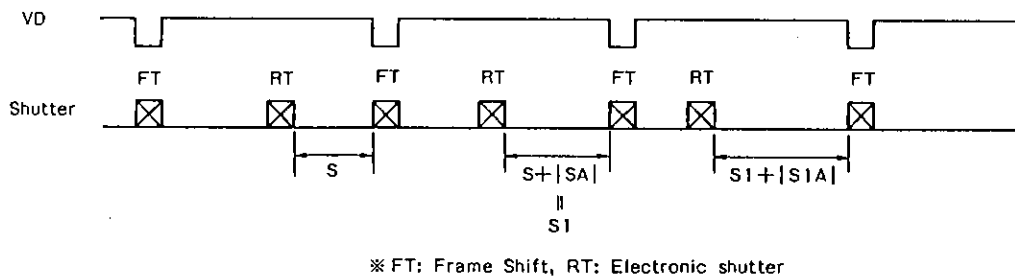 VD
FT RT FT RT FT RT FT
Shutter
S S+|SA| S1+|S1A|
||
S1
※ FT: Frame Shift, RT: Electronic shutter